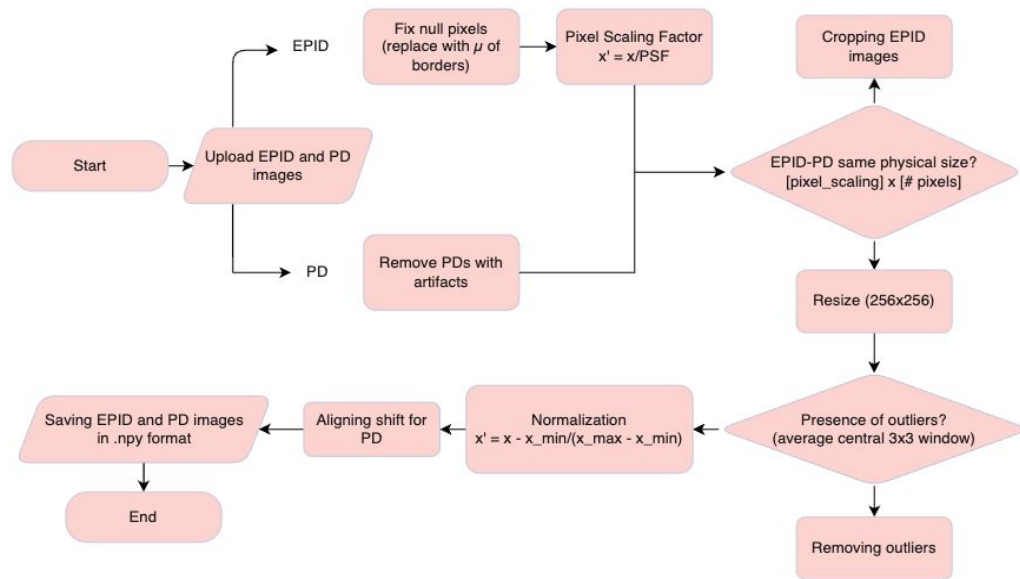 Start
Upload EPID and PD
images
EPID
Fix null pixels
(replace with µ of
borders)
Pixel Scaling Factor
x' = x/PSF
PD
Remove PDs with
artifacts
Cropping EPID
images
EPID-PD same physical size?
[pixel_scaling] x [# pixels]
Resize (256x256)
Presence of outliers?
(average central 3x3 window)
Removing outliers
Normalization
x' = x - x_min/(x_max - x_min)
Aligning shift for
PD
Saving EPID and PD images
in .npy format
End